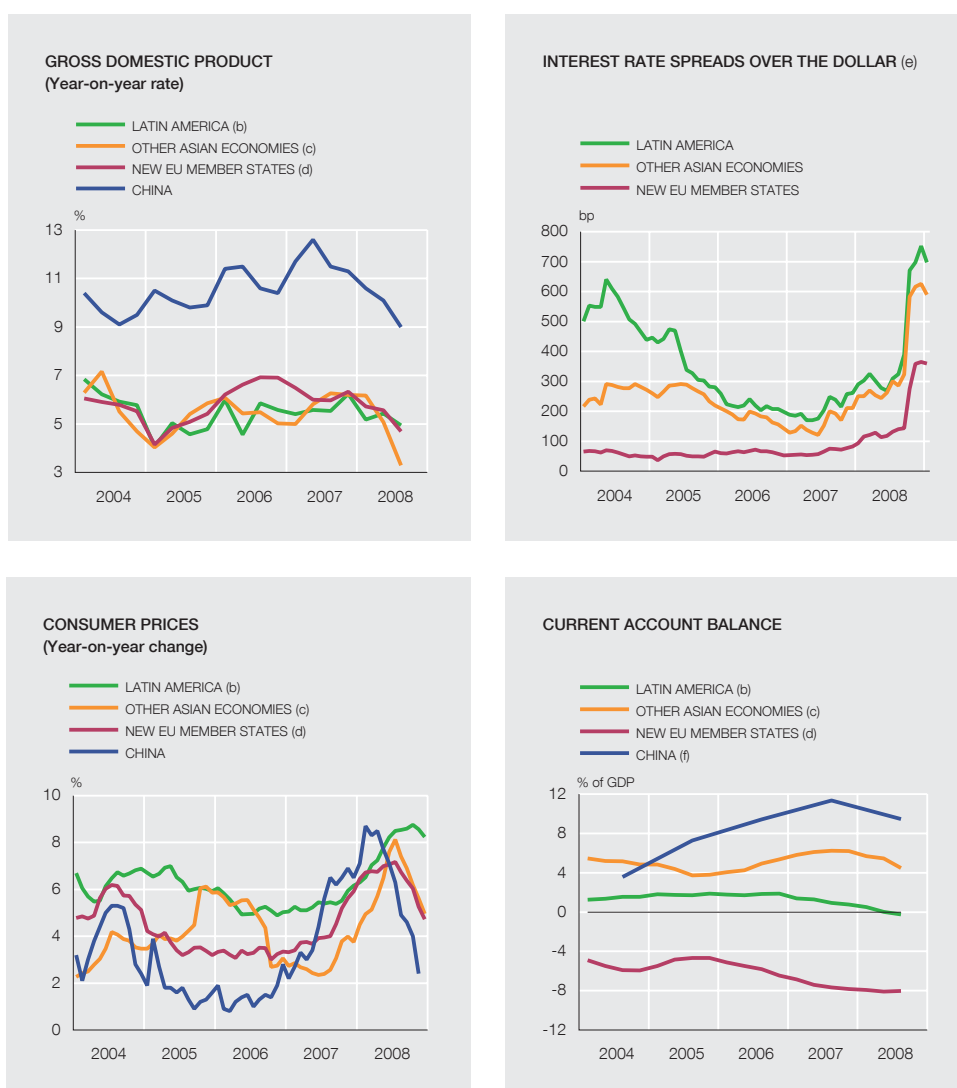 GROSS DOMESTIC PRODUCT
(Year-on-year rate)
LATIN AMERICA (b)
OTHER ASIAN ECONOMIES (c)
NEW EU MEMBER STATES (d)
CHINA
%
13
11
9
7
5
3
2004 2005 2006 2007 2008
INTEREST RATE SPREADS OVER THE DOLLAR (e)
LATIN AMERICA
OTHER ASIAN ECONOMIES
NEW EU MEMBER STATES
bp
800
700
600
500
400
300
200
100
0
2004 2005 2006 2007 2008
CONSUMER PRICES
(Year-on-year change)
LATIN AMERICA (b)
OTHER ASIAN ECONOMIES (c)
NEW EU MEMBER STATES (d)
CHINA
%
10
8
6
4
2
0
2004 2005 2006 2007 2008
CURRENT ACCOUNT BALANCE
LATIN AMERICA (b)
OTHER ASIAN ECONOMIES (c)
NEW EU MEMBER STATES (d)
CHINA (f)
% of GDP
12
8
4
0
-4
-8
-12
2004 2005 2006 2007 2008